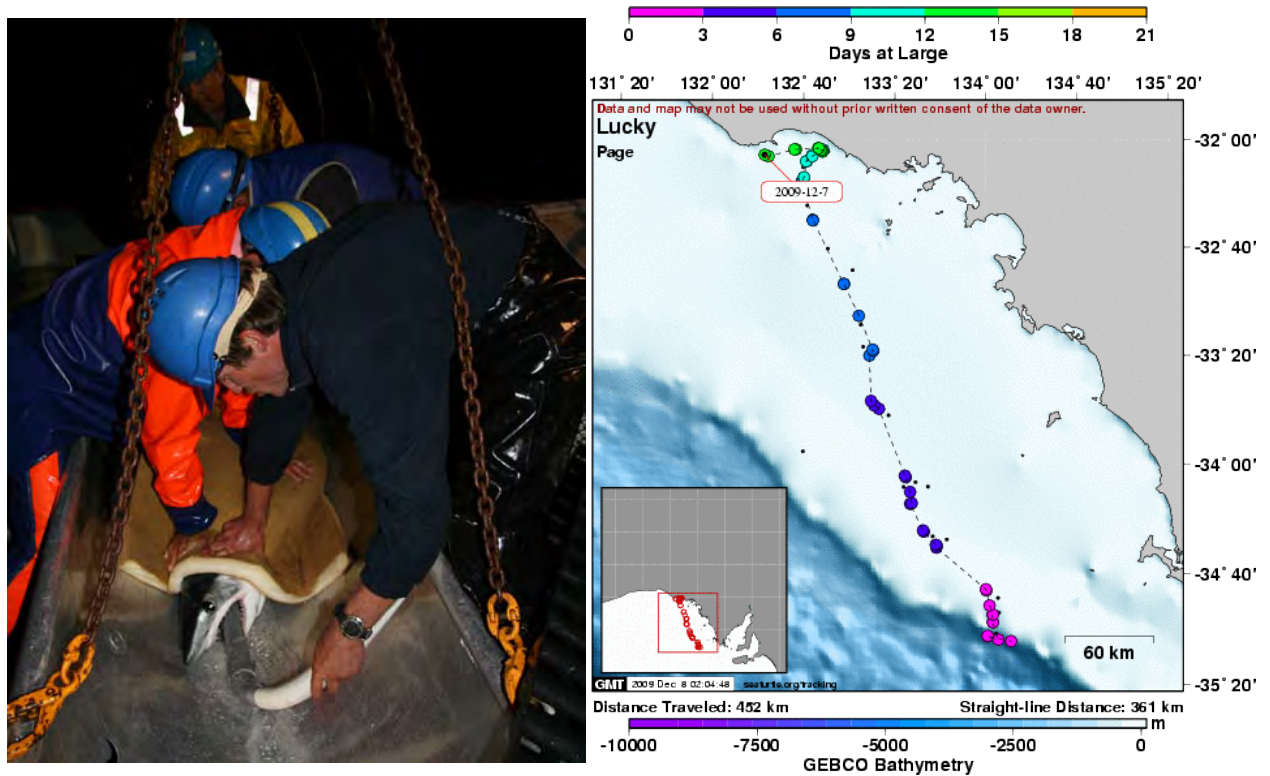 0 3 6 9 12 15 18 21
Days at Large
131° 20' 132° 00' 132° 40' 133° 20' 134° 00' 134° 40' 135° 20'
Data and map may not be used without prior written consent of the data owner.
Lucky
Page
-32° 00'
2009-12-7
-32° 40'
-33° 20'
-34° 00'
-34° 40'
60 km
GMT 2009 Dec 8 02:04:48 seaturtle.org/tracking
-35° 20'
Distance Traveled: 452 km Straight-line Distance: 361 km
m
-10000 -7500 -5000 -2500 0
GEBCO Bathymetry